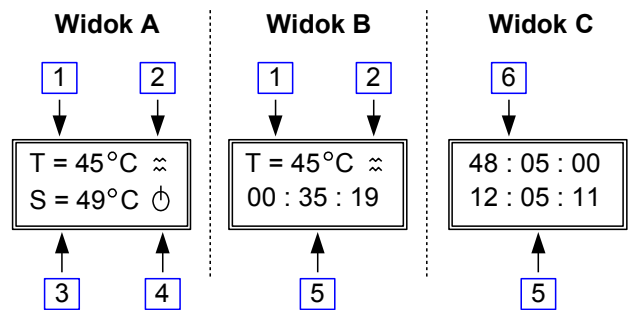 Widok A Widok B Widok C
1 2 1 2 6
T = 45°C T = 45°C 48 : 05 : 00
S = 49°C 00 : 35 : 19 12 : 05 : 11
3 4 5 5